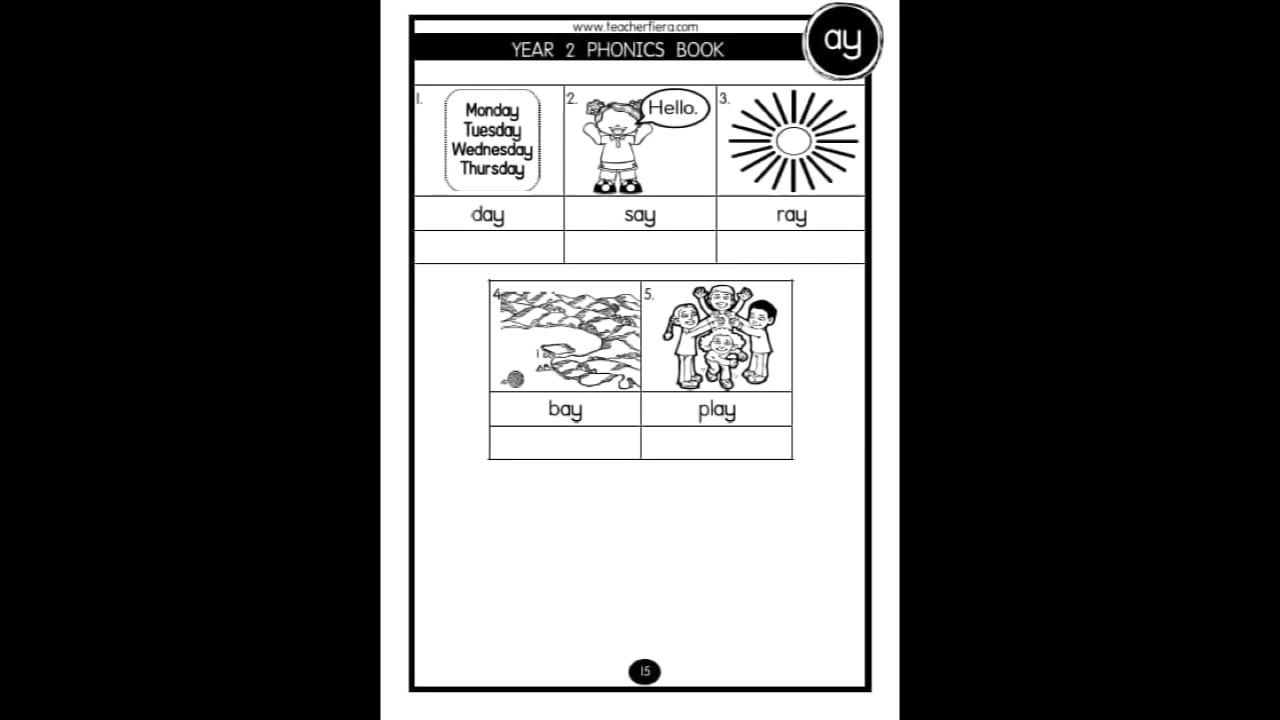 www.teacherfiera.com
YEAR 2 PHONICS BOOK
ay
1.
Monday
Tuesday
Wednesday
Thursday
2.
Hello.
3.
day
say
ray
4.
5.
bay
play
15